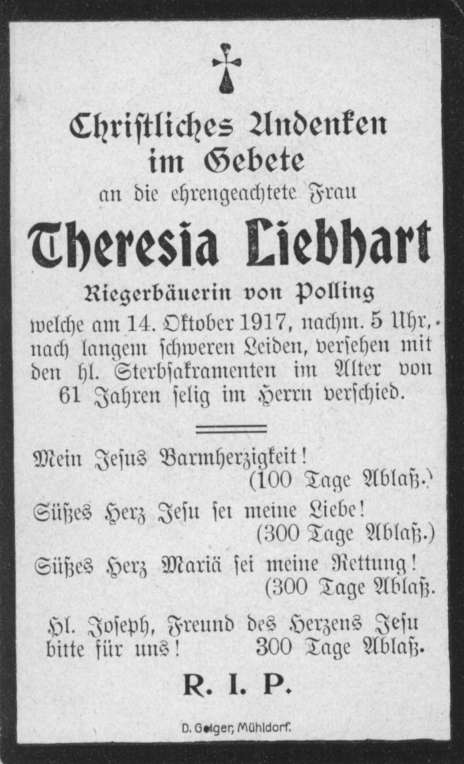 Christliches Andenken
im Gebete
an die ehrengeachtete Frau
Theresia Liebhart
Riegerbäuerin von Polling
welche am 14. Oktober 1917, nachm. 5 Uhr,
nach langem schweren Leiden, versehen mit
den hl. Sterbsakramenten im Alter von
61 Jahren selig im Herrn verschied.
Mein Jesus Barmherzigkeit!
(100 Tage Ablaß.)
Süßes Herz Jesu sei meine Liebe!
(300 Tage Ablaß.)
Süßes Herz Mariä sei meine Rettung!
(300 Tage Ablaß.
Hl. Joseph, Freund des Herzens Jesu
bitte für uns! 300 Tage Ablaß.
R. I. P.
D. Geiger, Mühldorf.